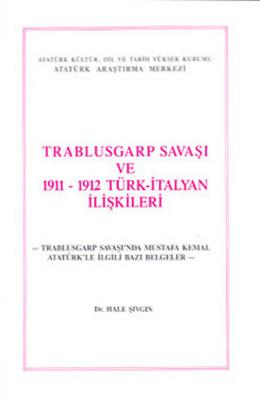 ATATÜRK KÜLTÜR, DİL VE TARİH YÜKSEK KURUMU
ATATÜRK ARAŞTIRMA MERKEZİ
TRABLUSGARP SAVAŞI
VE
1911 - 1912 TÜRK-İTALYAN
İLİŞKİLERİ
— TRABLUSGARP SAVAŞI'NDA MUSTAFA KEMAL
ATATÜRK'LE İLGİLİ BAZI BELGELER —
Dr. HALE ŞIVGIN